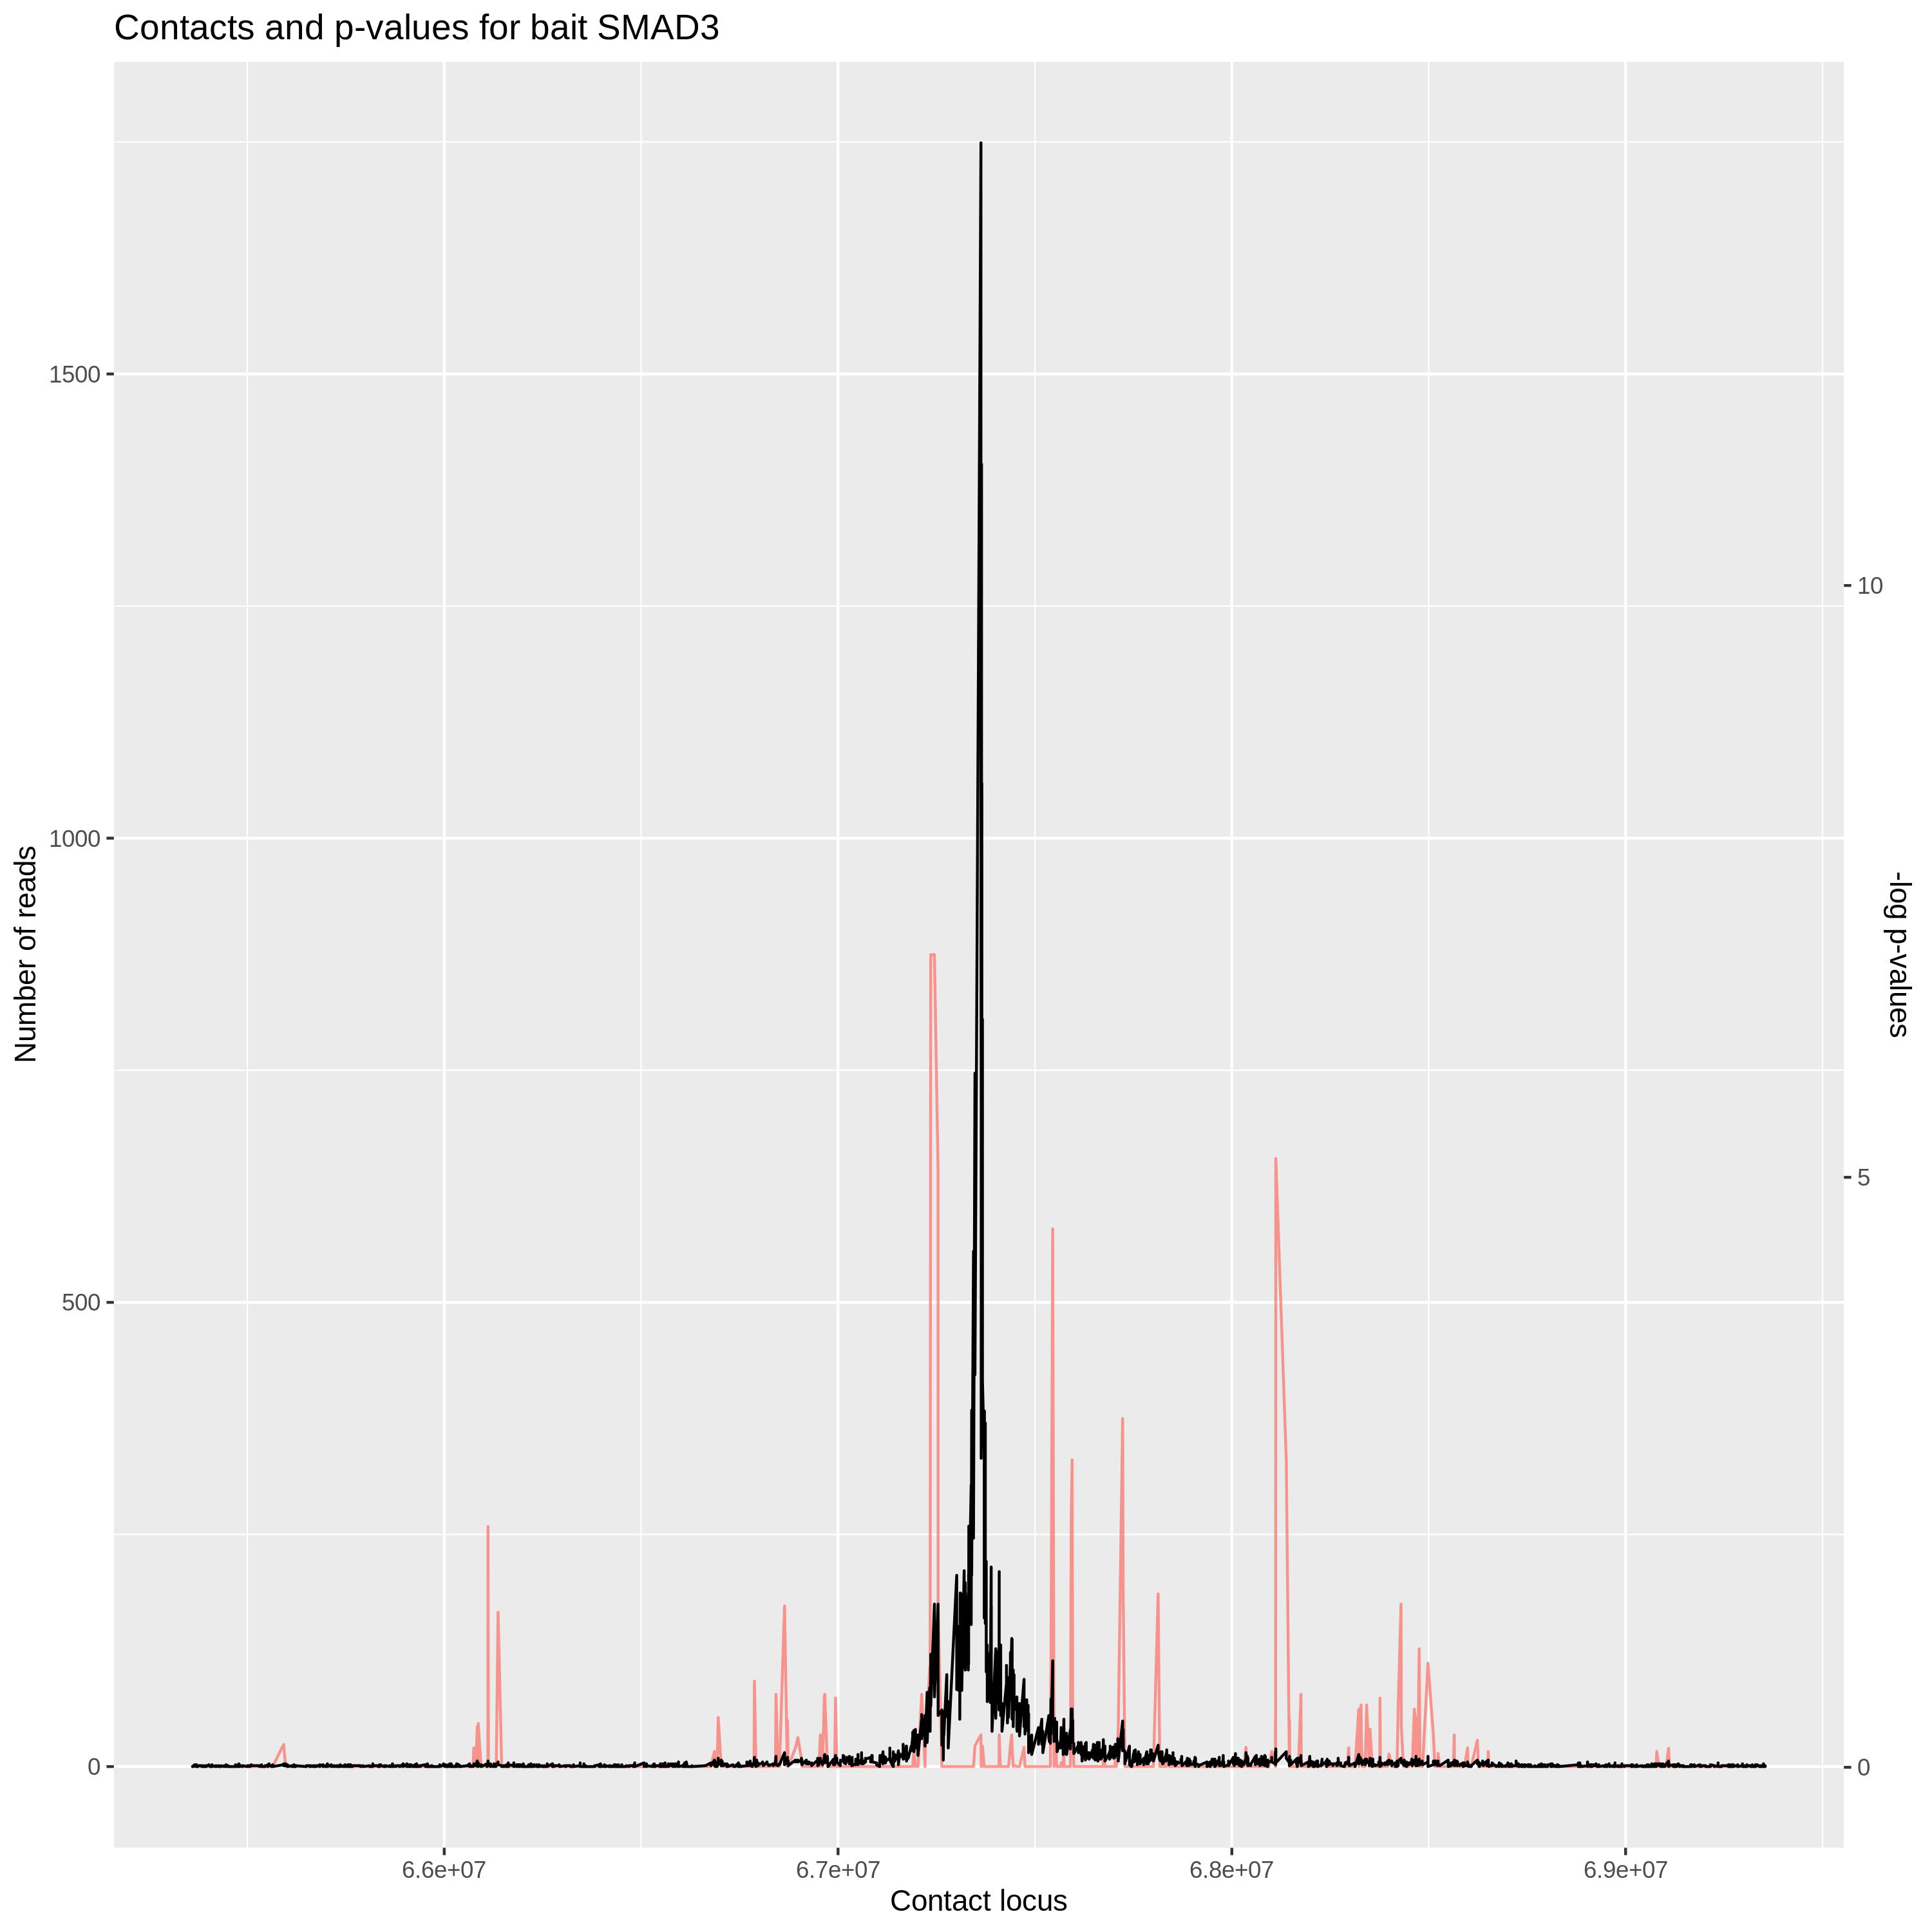 Contacts and p-values for bait SMAD3
1500
1000
500
0
Number of reads
10
5
0
-log p-values
6.6e+07
6.7e+07
6.8e+07
6.9e+07
Contact locus